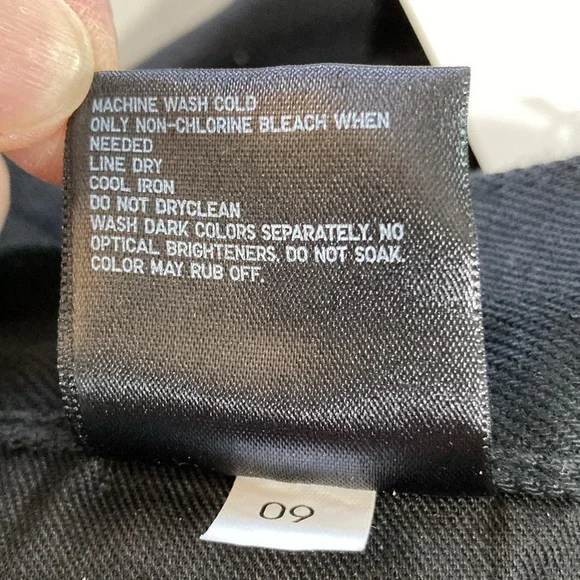 MACHINE WASH COLD
ONLY NON-CHLORINE BLEACH WHEN
NEEDED
LINE DRY
COOL IRON
DO NOT DRYCLEAN
WASH DARK COLORS SEPARATELY. NO
OPTICAL BRIGHTENERS. DO NOT SOAK.
COLOR MAY RUB OFF.
09